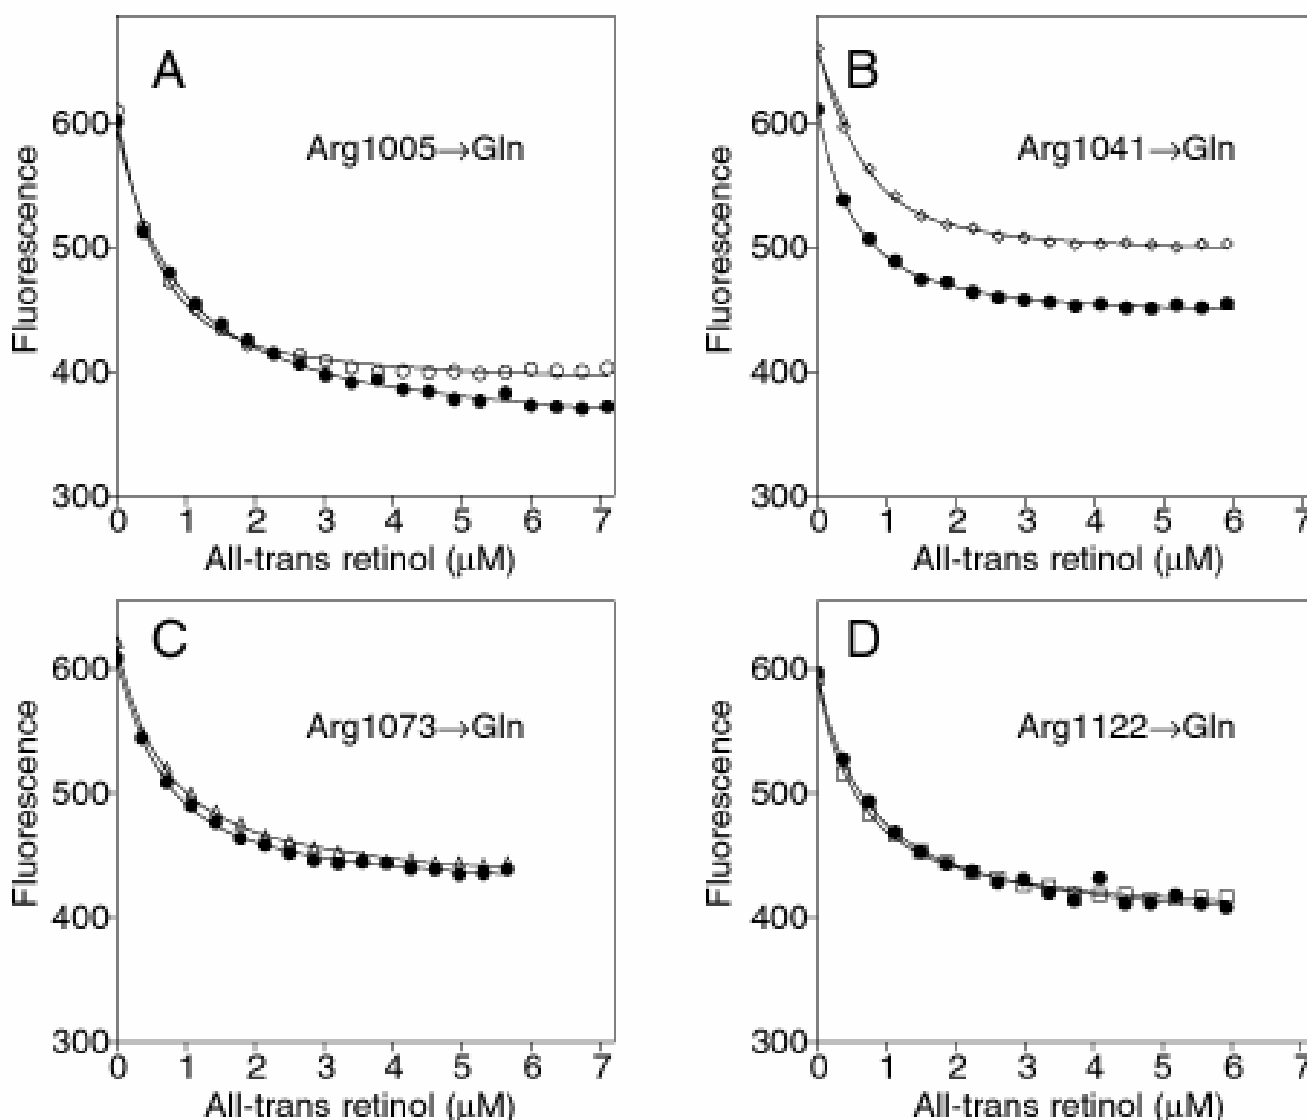 A
Arg1005→Gln
600
500
400
300
Fluorescence
0 1 2 3 4 5 6 7
All-trans retinol (μM)
B
Arg1041→Gln
600
500
400
300
Fluorescence
0 1 2 3 4 5 6 7
All-trans retinol (μM)
C
Arg1073→Gln
600
500
400
300
Fluorescence
0 1 2 3 4 5 6 7
All-trans retinol (μM)
D
Arg1122→Gln
600
500
400
300
Fluorescence
0 1 2 3 4 5 6 7
All-trans retinol (μM)